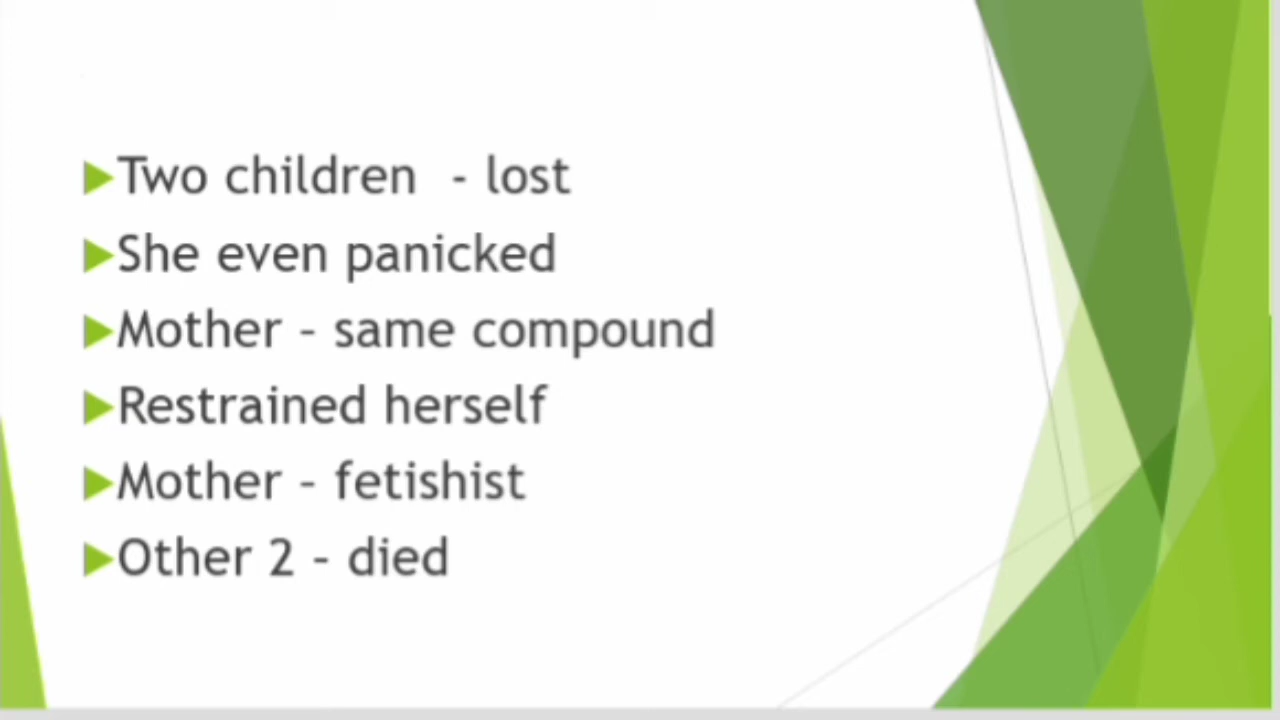 Two children  - lost
She even panicked
Mother – same compound
Restrained herself
Mother – fetishist
Other 2 – died